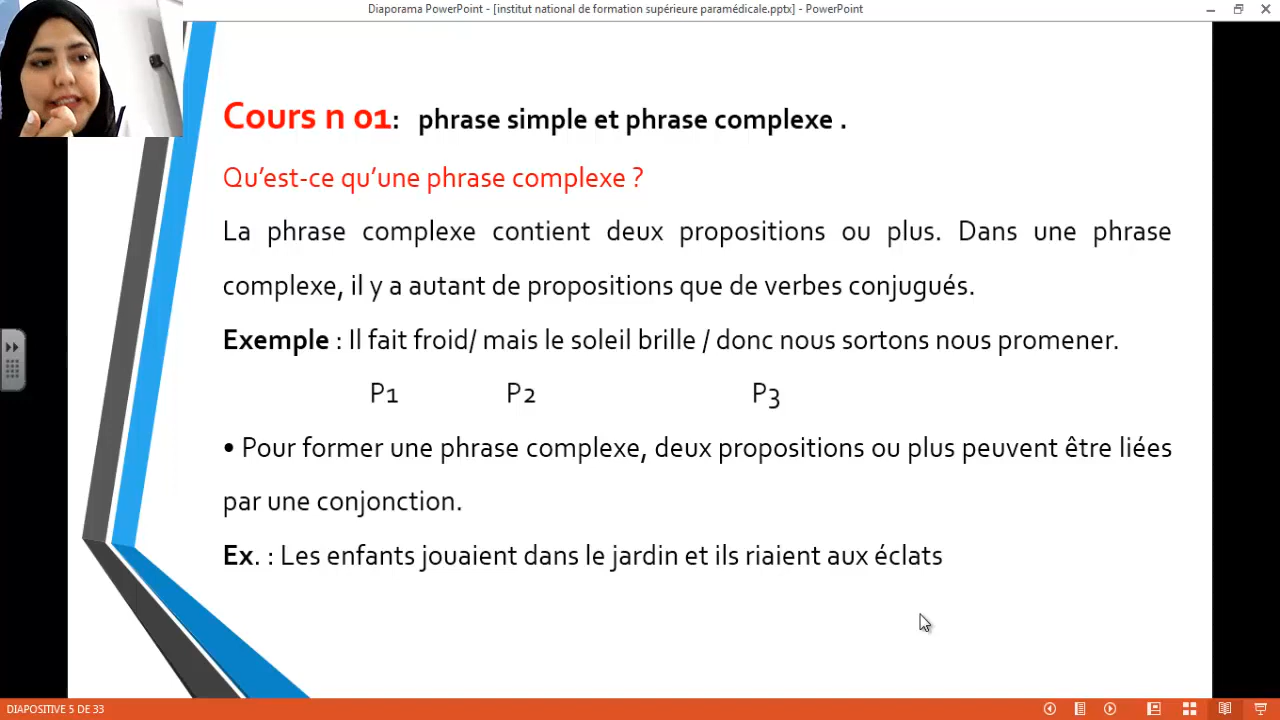 Diaporama PowerPoint - [institut national de formation supérieure paramédicale.pptx] - PowerPoint
Cours n 01: phrase simple et phrase complexe .
Qu’est-ce qu’une phrase complexe ?
La phrase complexe contient deux propositions ou plus. Dans une phrase
complexe, il y a autant de propositions que de verbes conjugués.
Exemple : Il fait froid/ mais le soleil brille / donc nous sortons nous promener.
P1 P2 P3
• Pour former une phrase complexe, deux propositions ou plus peuvent être liées
par une conjonction.
Ex. : Les enfants jouaient dans le jardin et ils riaient aux éclats
DIAPOSITIVE 5 DE 33